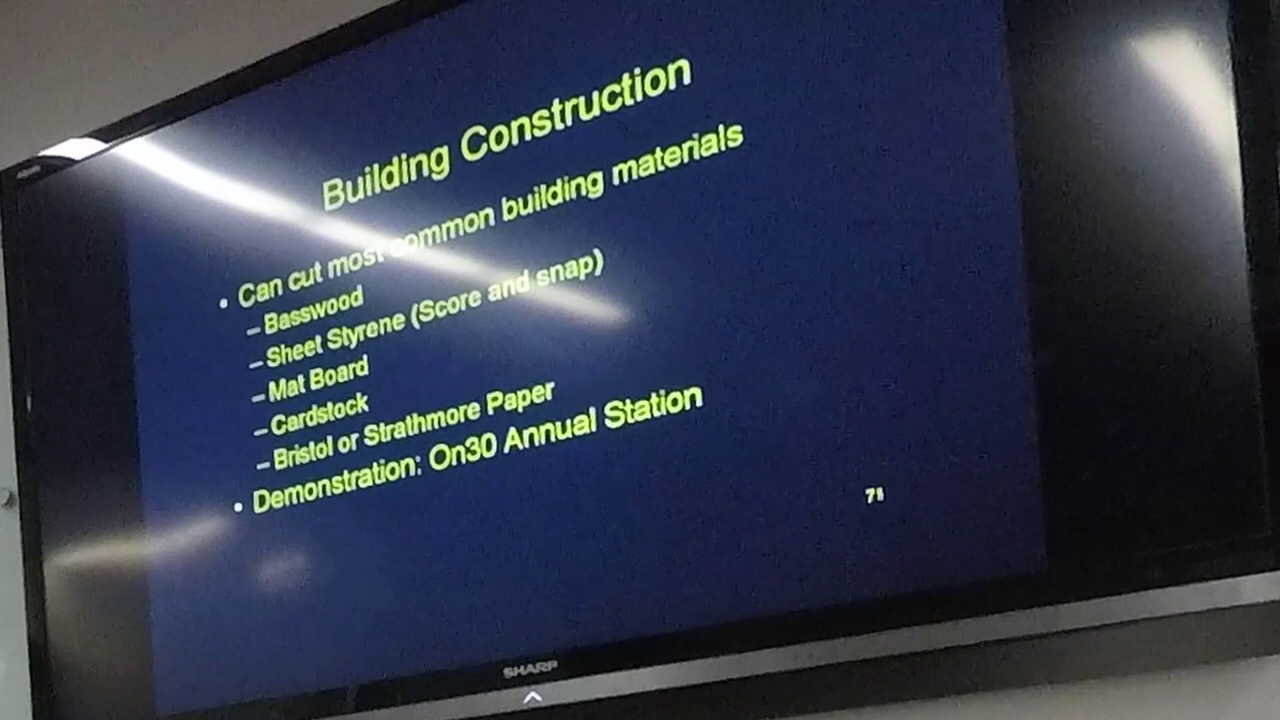 Building Construction
• Can cut most common building materials
– Basswood
– Sheet Styrene (Score and snap)
– Mat Board
– Cardstock
– Bristol or Strathmore Paper
• Demonstration: On30 Annual Station
71
SHARP